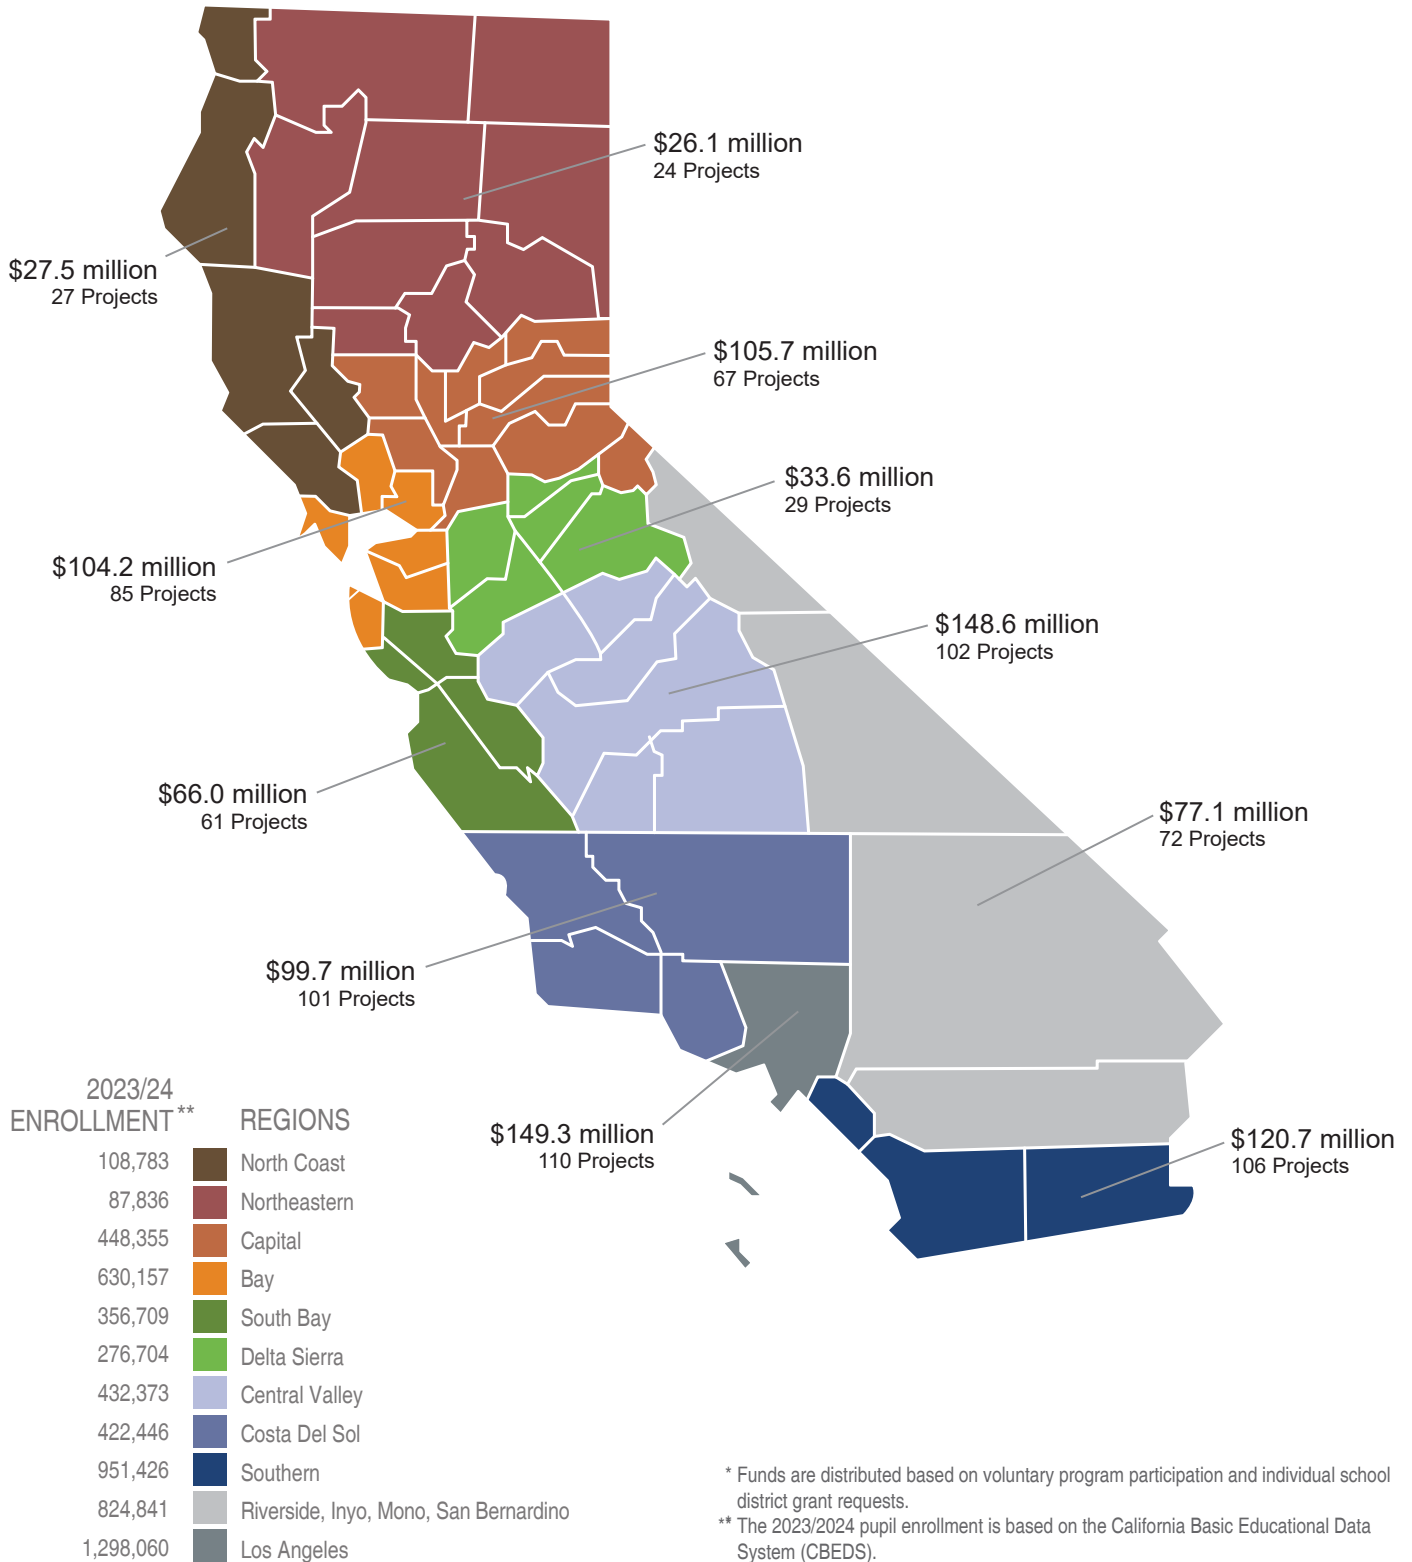 $26.1 million
24 Projects
$27.5 million
27 Projects
$105.7 million
67 Projects
$33.6 million
29 Projects
$104.2 million
85 Projects
$148.6 million
102 Projects
$66.0 million
61 Projects
$77.1 million
72 Projects
$99.7 million
101 Projects
$149.3 million
110 Projects
$120.7 million
106 Projects
2023/24
ENROLLMENT** REGIONS
108,783 North Coast
87,836 Northeastern
448,355 Capital
630,157 Bay
356,709 South Bay
276,704 Delta Sierra
432,373 Central Valley
422,446 Costa Del Sol
951,426 Southern
824,841 Riverside, Inyo, Mono, San Bernardino
1,298,060 Los Angeles
* Funds are distributed based on voluntary program participation and individual school
district grant requests.
** The 2023/2024 pupil enrollment is based on the California Basic Educational Data
System (CBEDS).